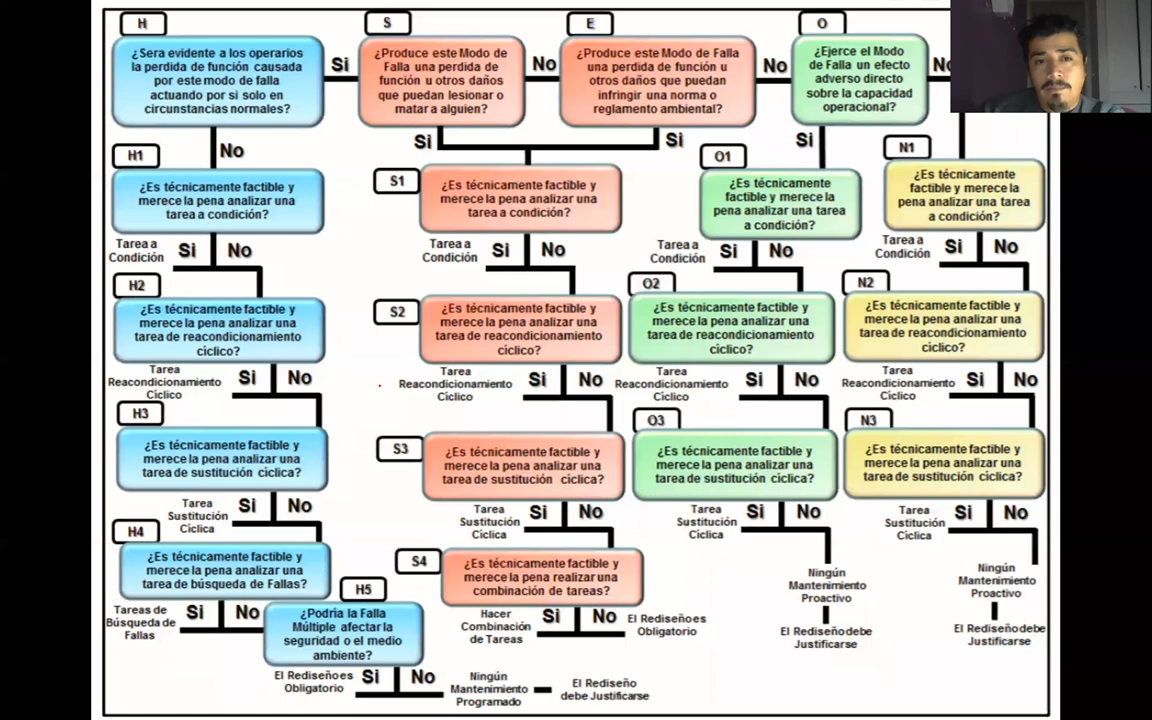 H
¿Sera evidente a los operarios
la perdida de función causada
por este modo de falla
actuando por si solo en
circunstancias normales?
Si
S
¿Produce este Modo de
Falla una perdida de
función u otros daños
que puedan lesionar o
matar a alguien?
No
E
¿Produce este Modo de Falla
una perdida de función u
otros daños que puedan
infringir una norma o
reglamento ambiental?
No
O
¿Ejerce el Modo
de Falla un efecto
adverso directo
sobre la capacidad
operacional?
No
No
Si
Si
Si
H1
¿Es técnicamente factible y
merece la pena analizar una
tarea a condición?
Tarea a
Condición
Si
No
H2
¿Es técnicamente factible y
merece la pena analizar una
tarea de reacondicionamiento
cíclico?
Tarea
Reacondicionamiento
Cíclico
Si
No
H3
¿Es técnicamente factible y
merece la pena analizar una
tarea de sustitución cíclica?
Tarea
Sustitución
Cíclica
Si
No
H4
¿Es técnicamente factible y
merece la pena analizar una
tarea de búsqueda de Fallas?
Tareas de
Búsqueda de
Fallas
Si
No
H5
¿Podría la Falla
Múltiple afectar la
seguridad o el medio
ambiente?
El Rediseño es
Obligatorio
Si
No
Ningún
Mantenimiento
Programado
El Rediseño
debe Justificarse
S1
¿Es técnicamente factible y
merece la pena analizar una
tarea a condición?
Tarea a
Condición
Si
No
S2
¿Es técnicamente factible y
merece la pena analizar una
tarea de reacondicionamiento
cíclico?
Tarea
Reacondicionamiento
Cíclico
Si
No
S3
¿Es técnicamente factible y
merece la pena analizar una
tarea de sustitución cíclica?
Tarea
Sustitución
Cíclica
Si
No
S4
¿Es técnicamente factible y
merece la pena realizar una
combinación de tareas?
Hacer
Combinación
de Tareas
Si
No
El Rediseño es
Obligatorio
O1
¿Es técnicamente
factible y merece la
pena analizar una tarea
a condición?
Tarea a
Condición
Si
No
O2
¿Es técnicamente factible y
merece la pena analizar una
tarea de reacondicionamiento
cíclico?
Tarea
Reacondicionamiento
Cíclico
Si
No
O3
¿Es técnicamente factible y
merece la pena analizar una
tarea de sustitución cíclica?
Tarea
Sustitución
Cíclica
Si
No
Ningún
Mantenimiento
Proactivo
El Rediseño debe
Justificarse
N1
¿Es técnicamente
factible y merece la
pena analizar una tarea
a condición?
Tarea a
Condición
Si
No
N2
¿Es técnicamente factible y
merece la pena analizar una
tarea de reacondicionamiento
cíclico?
Tarea
Reacondicionamiento
Cíclico
Si
No
N3
¿Es técnicamente factible y
merece la pena analizar una
tarea de sustitución cíclica?
Tarea
Sustitución
Cíclica
Si
No
Ningún
Mantenimiento
Proactivo
El Rediseño debe
Justificarse